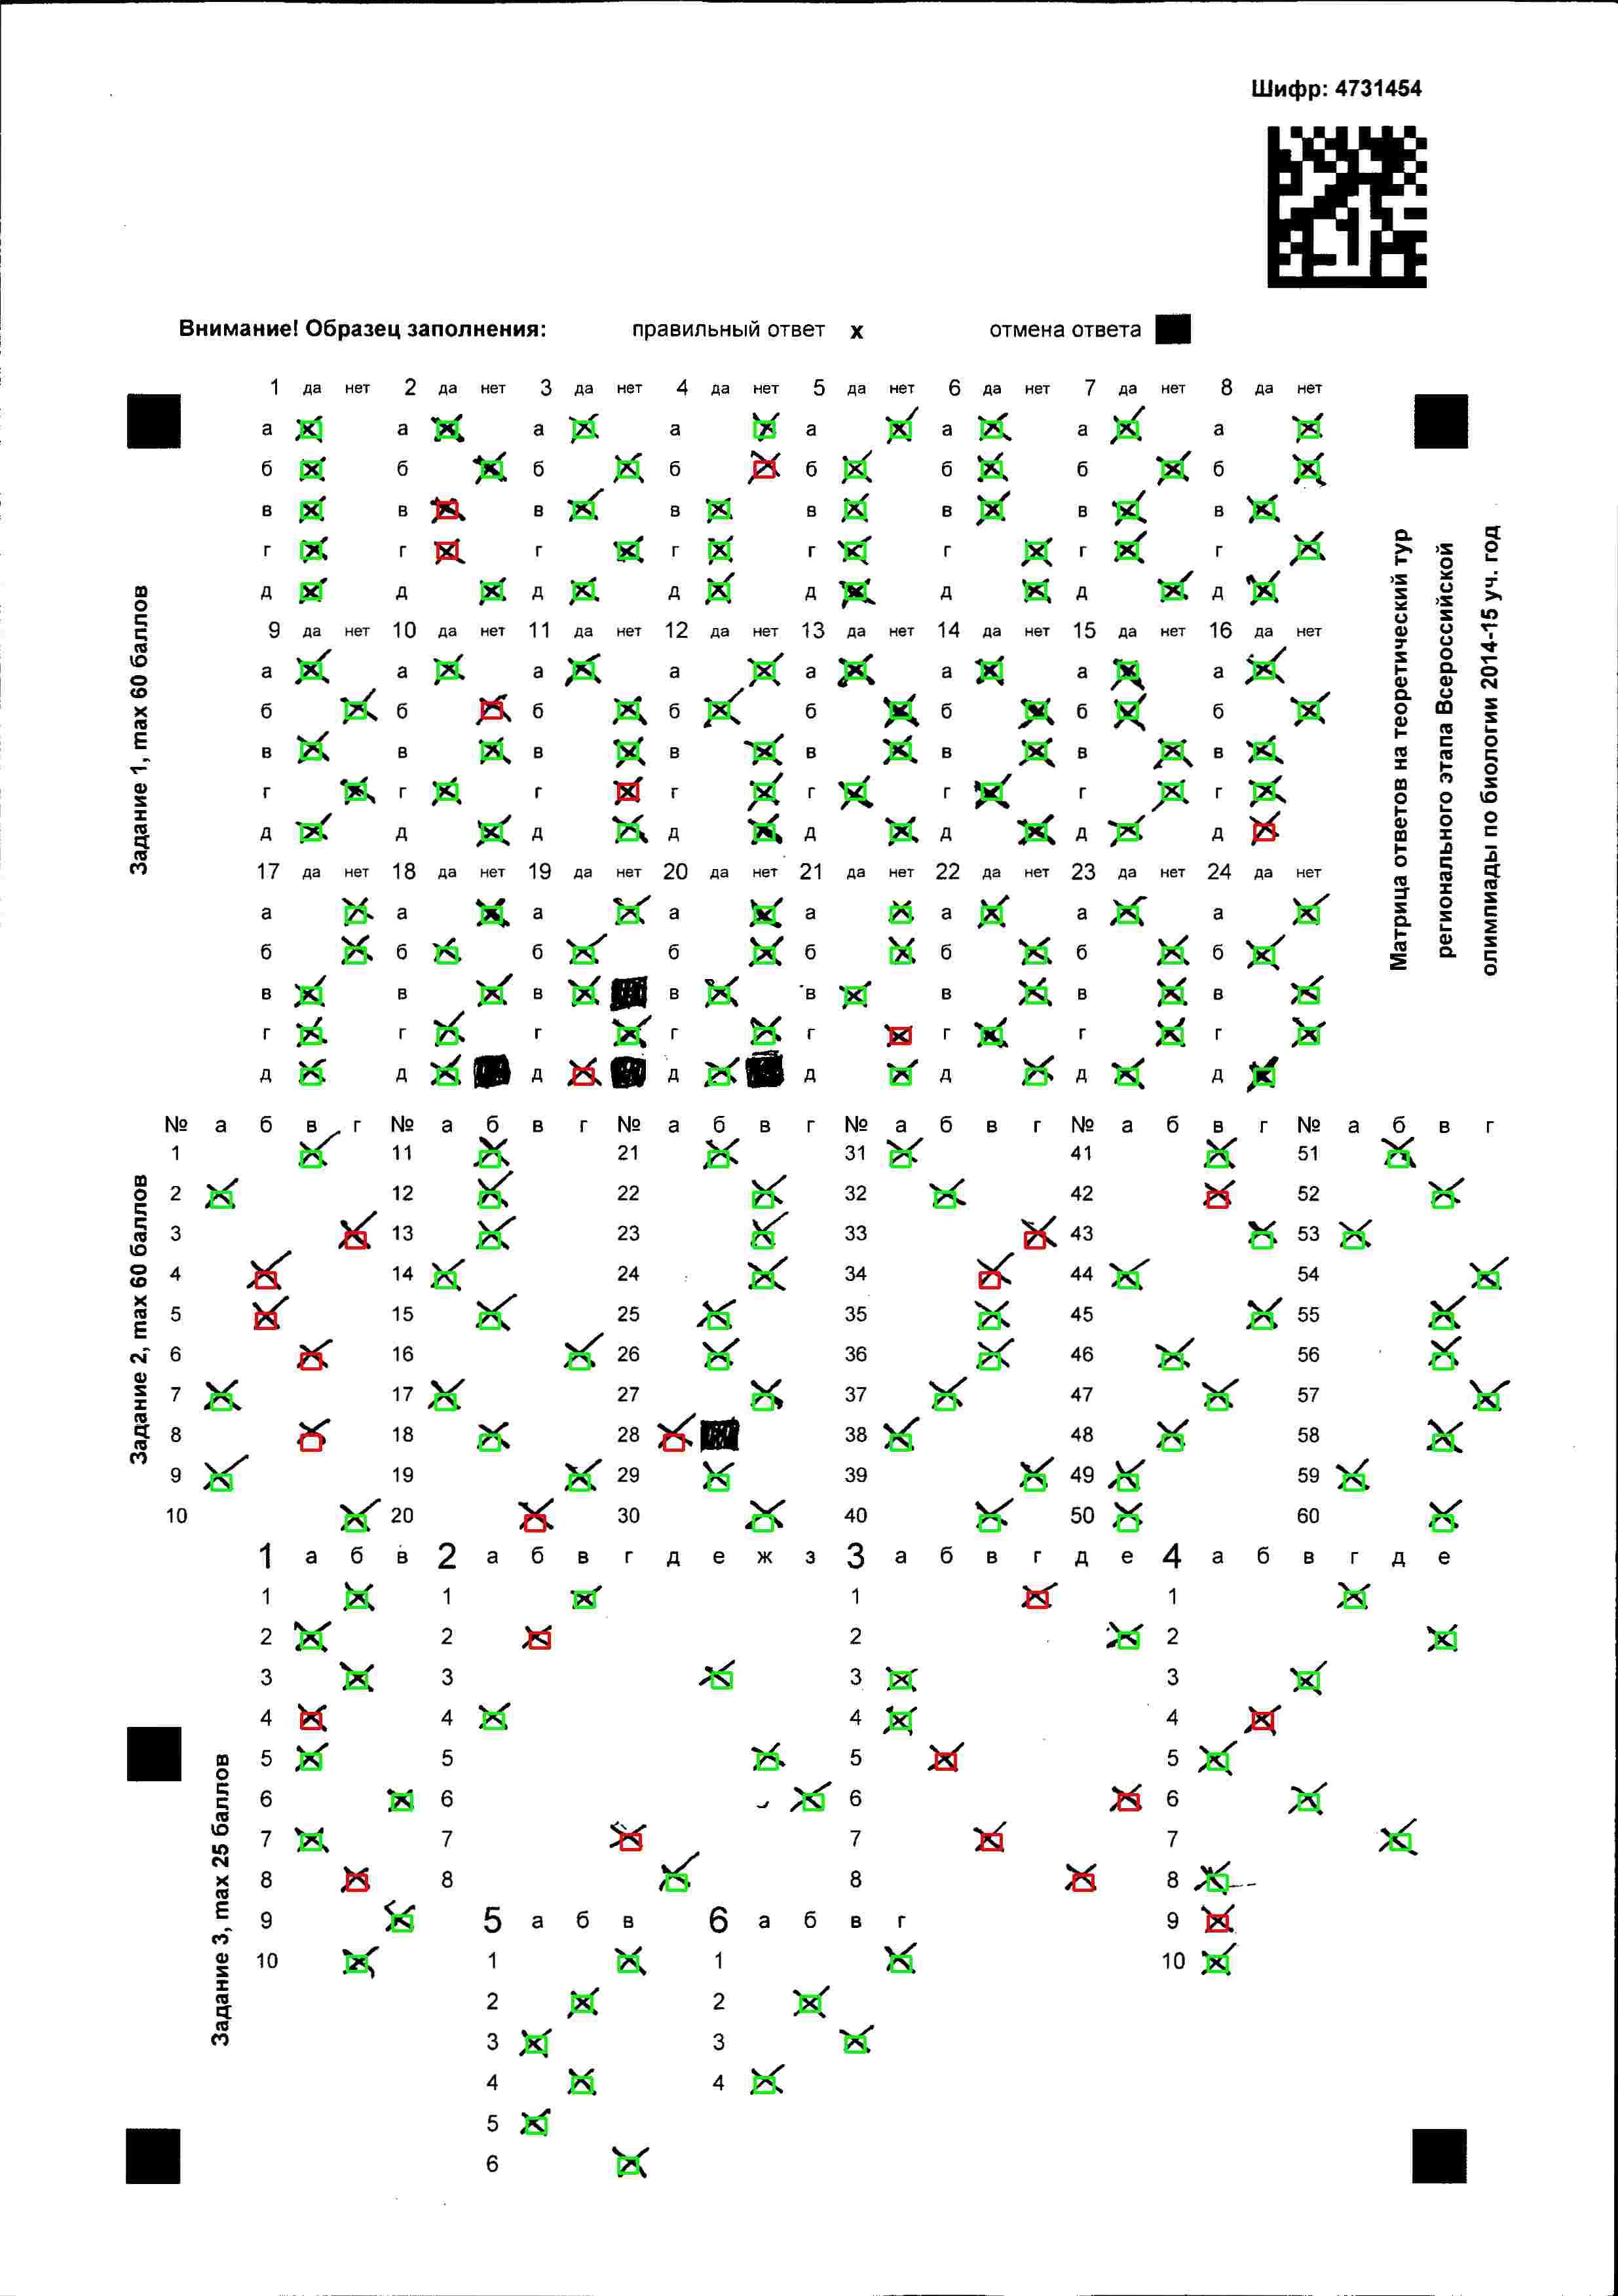 Шифр: 4731454
Внимание! Образец заполнения: правильный ответ x отмена ответа
1 да нет 2 да нет 3 да нет 4 да нет 5 да нет 6 да нет 7 да нет 8 да нет
а а а а а а а а
б б б б б б б б
в в в в в в в в
г г г г г г г г
д д д д д д д д
9 да нет 10 да нет 11 да нет 12 да нет 13 да нет 14 да нет 15 да нет 16 да нет
а а а а а а а а
б б б б б б б б
в в в в в в в в
г г г г г г г г
д д д д д д д д
17 да нет 18 да нет 19 да нет 20 да нет 21 да нет 22 да нет 23 да нет 24 да нет
а а а а а а а а
б б б б б б б б
в в в в в в в в
г г г г г г г г
д д д д д д д д
Задание 1, max 60 баллов
Матрица ответов на теоретический тур
регионального этапа Всероссийской
олимпиады по биологии 2014-15 уч. год
№ а б в г № а б в г № а б в г № а б в г № а б в г № а б в г
1 11 21 31 41 51
2 12 22 32 42 52
3 13 23 33 43 53
4 14 24 34 44 54
5 15 25 35 45 55
6 16 26 36 46 56
7 17 27 37 47 57
8 18 28 38 48 58
9 19 29 39 49 59
10 20 30 40 50 60
Задание 2, max 60 баллов
1 а б в 2 а б в г д е ж з 3 а б в г д е 4 а б в г д е
1 1 1 1
2 2 2 2
3 3 3 3
4 4 4 4
5 5 5 5
6 6 6 6
7 7 7 7
8 8 8 8
9 5 а б в 6 а б в г 9
10 1 1 10
2 2
3 3
4 4
5
6
Задание 3, max 25 баллов